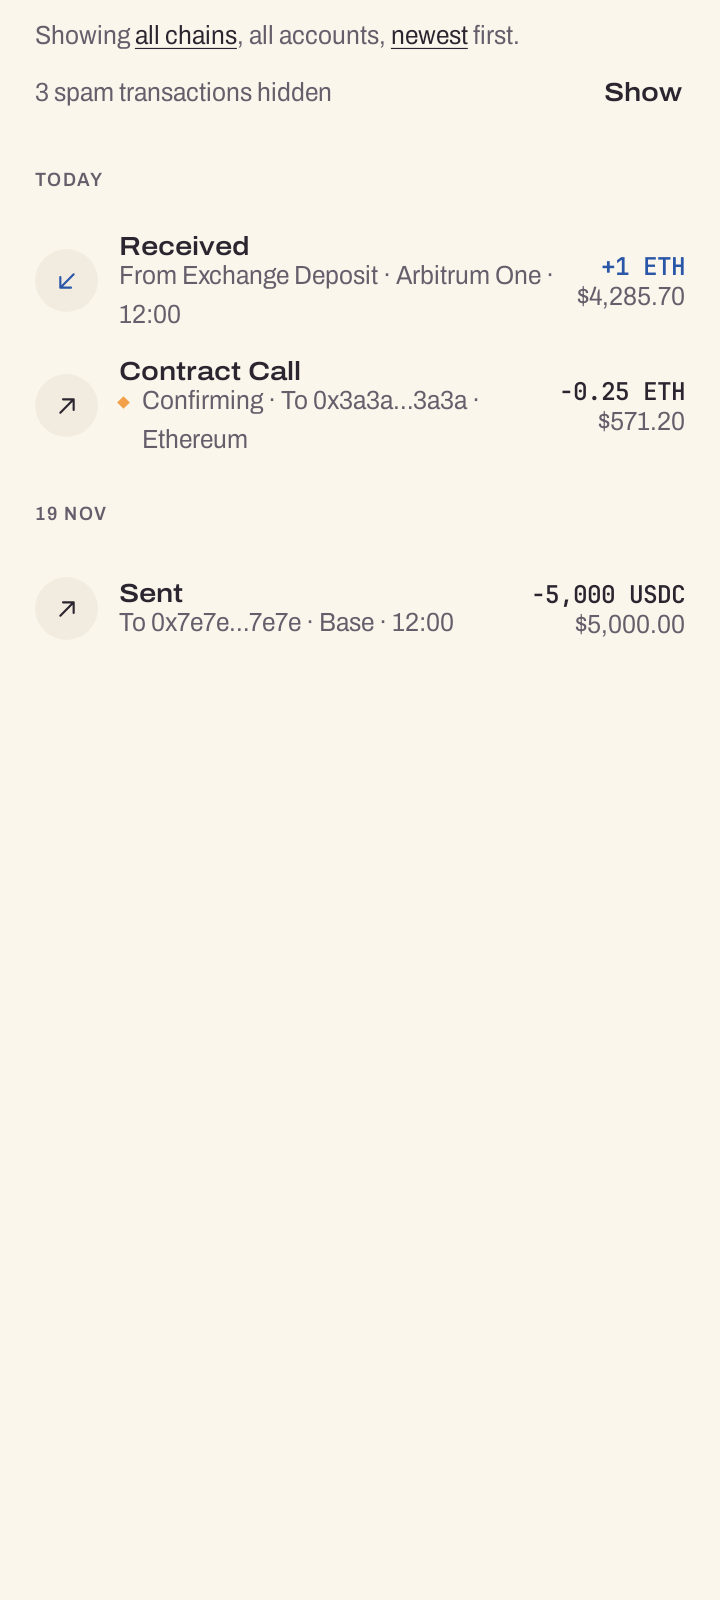 Showing all chains, all accounts, newest first.
3 spam transactions hidden
Show
TODAY
Received
From Exchange Deposit · Arbitrum One ·
12:00
+1 ETH
$4,285.70
Contract Call
Confirming · To 0x3a3a...3a3a ·
Ethereum
-0.25 ETH
$571.20
19 NOV
Sent
To 0x7e7e...7e7e · Base · 12:00
-5,000 USDC
$5,000.00